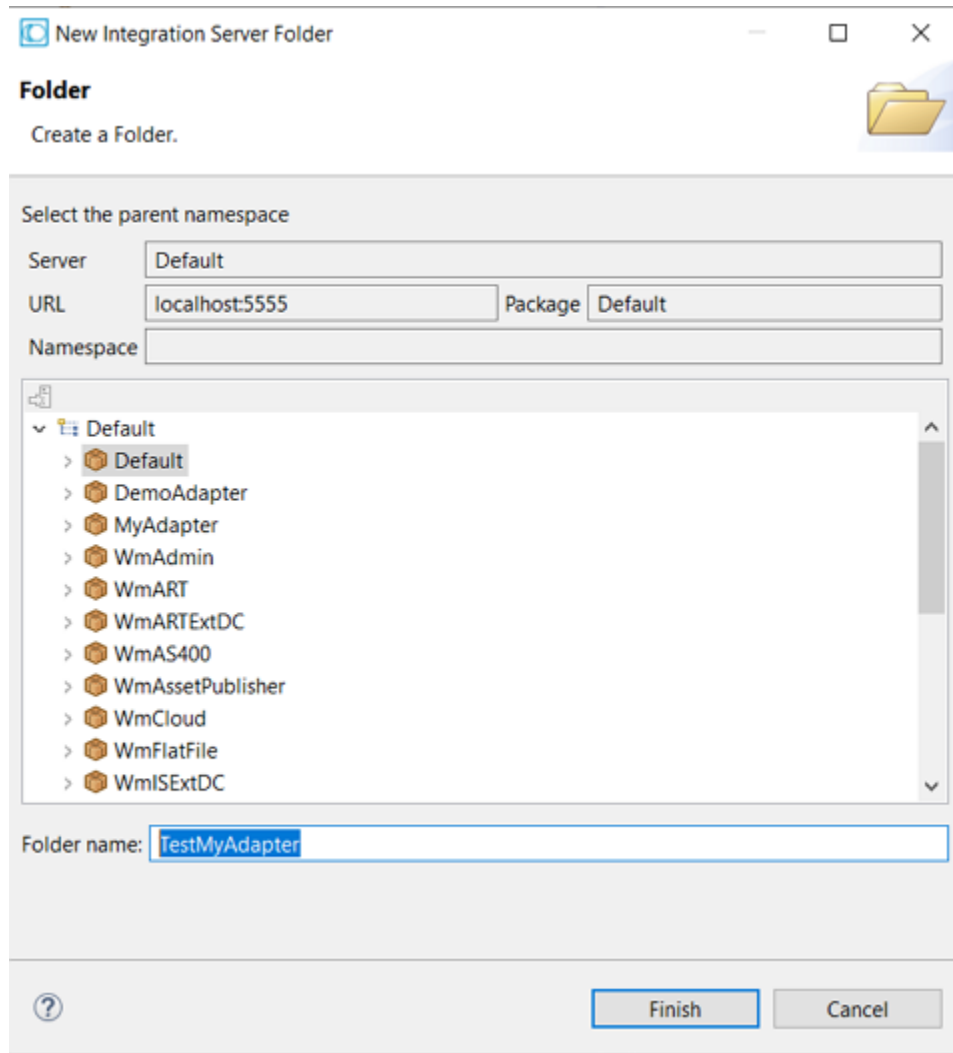 New Integration Server Folder
Folder
Create a Folder.
Select the parent namespace
Server Default
URL localhost:5555 Package Default
Namespace
Default
Default
DemoAdapter
MyAdapter
WmAdmin
WmART
WmARTExtDC
WmAS400
WmAssetPublisher
WmCloud
WmFlatFile
WmISExtDC
Folder name: TestMyAdapter
Finish Cancel